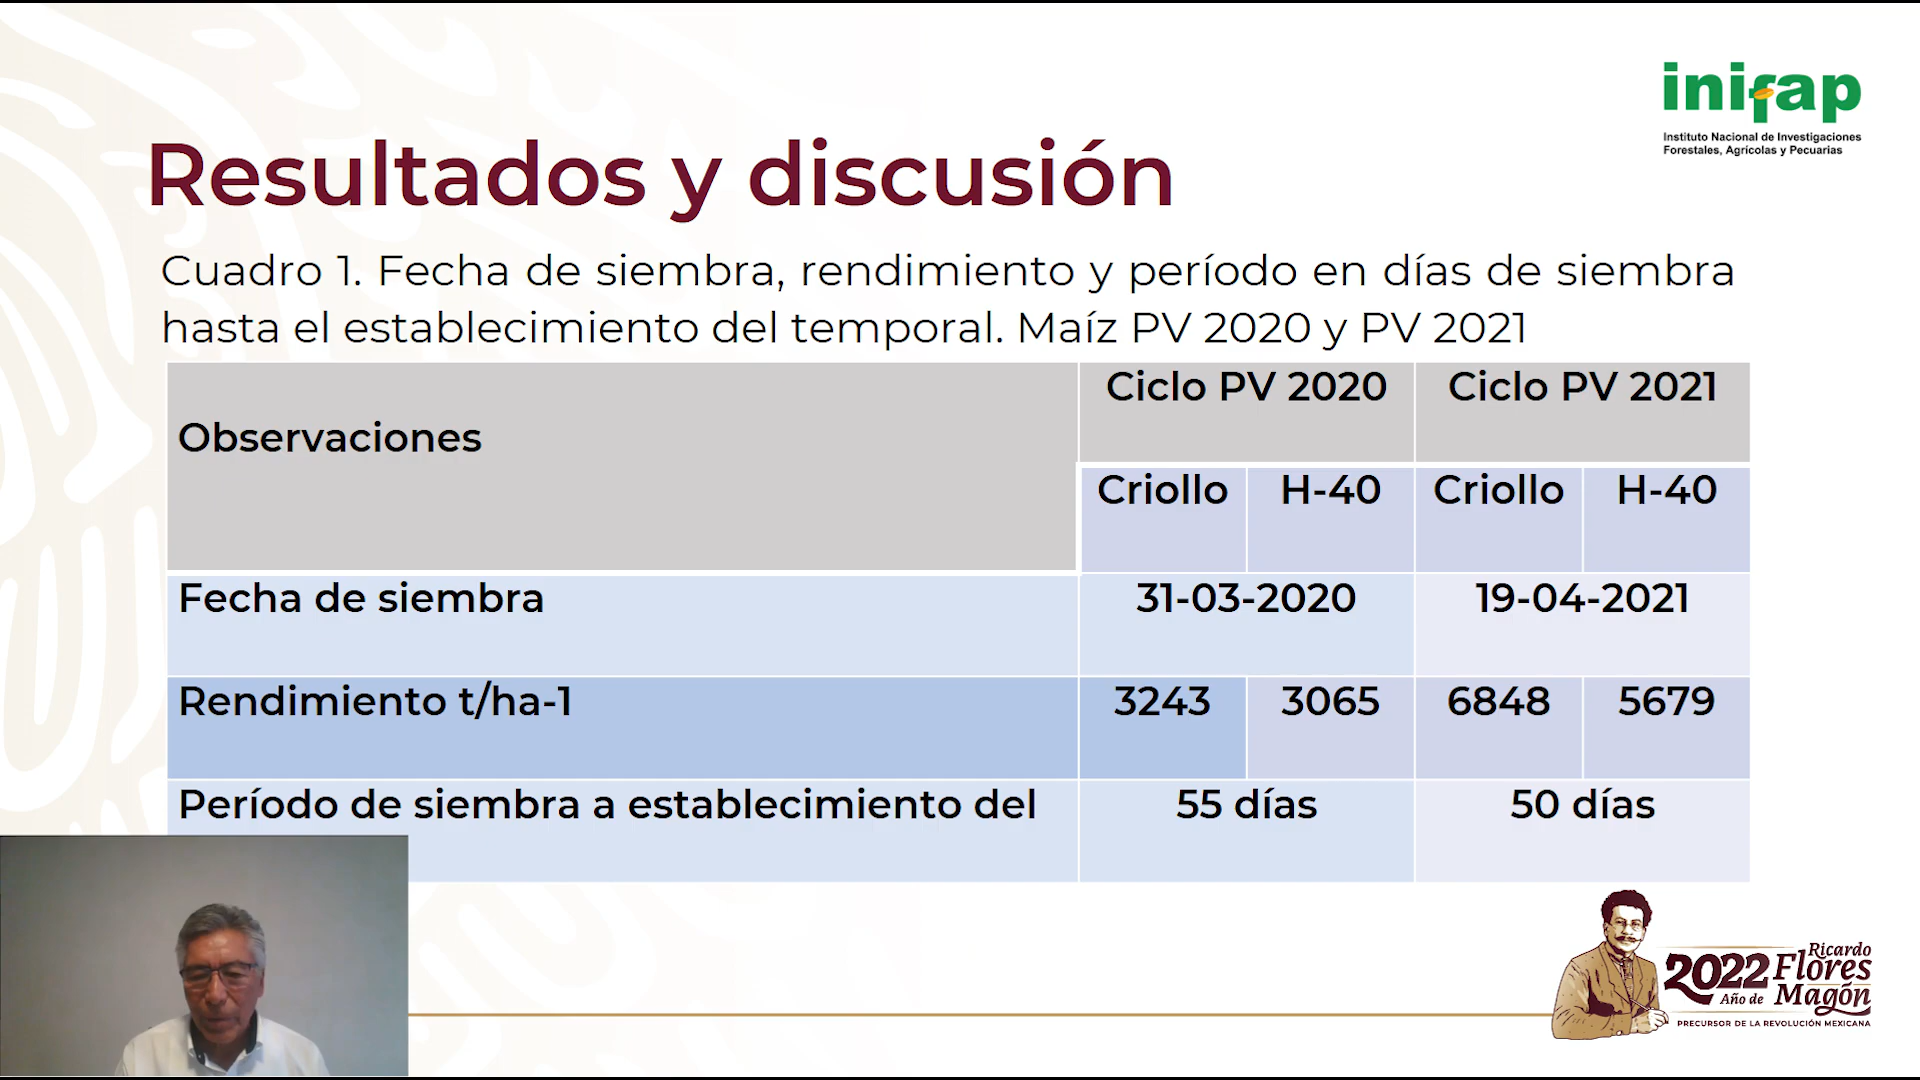 inifap
Instituto Nacional de Investigaciones
Forestales, Agrícolas y Pecuarias
Resultados y discusión
Cuadro 1. Fecha de siembra, rendimiento y período en días de siembra
hasta el establecimiento del temporal. Maíz PV 2020 y PV 2021
Observaciones
Ciclo PV 2020
Ciclo PV 2021
Criollo
H-40
Criollo
H-40
Fecha de siembra
31-03-2020
19-04-2021
Rendimiento t/ha-1
3243
3065
6848
5679
Período de siembra a establecimiento del
55 días
50 días
2022
Año de
Ricardo
Flores
Magón
PRECURSOR DE LA REVOLUCIÓN MEXICANA